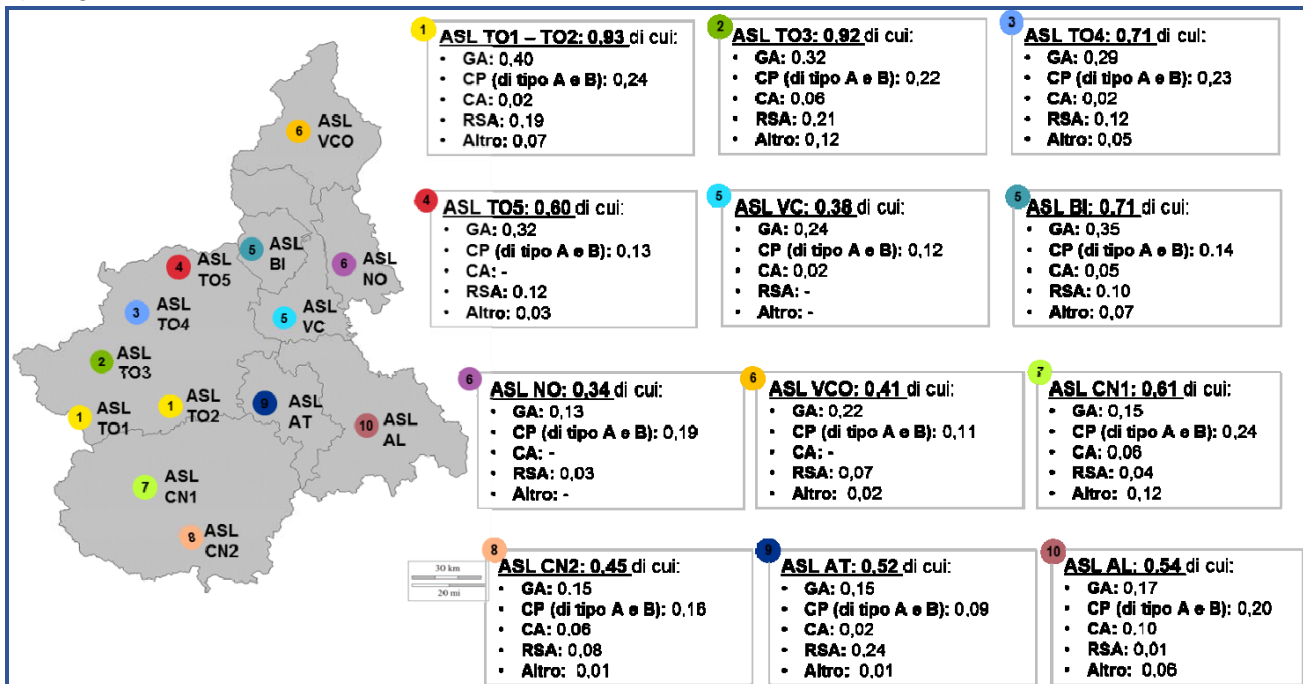 6
ASL
VCO
5
ASL
BI
6
ASL
NO
4
ASL
TO5
3
ASL
TO4
5
ASL
VC
2
ASL
TO3
1
ASL
TO1
1
ASL
TO2
9
ASL
AT
10
ASL
AL
7
ASL
CN1
8
ASL
CN2
30 km
20 mi
1
ASL TO1 – TO2: 0,93 di cui:
• GA: 0,40
• CP (di tipo A e B): 0,24
• CA: 0,02
• RSA: 0,19
• Altro: 0,07
2
ASL TO3: 0,92 di cui:
• GA: 0.32
• CP (di tipo A e B): 0,22
• CA: 0.06
• RSA: 0,21
• Altro: 0,12
3
ASL TO4: 0,71 di cui:
• GA: 0,29
• CP (di tipo A e B): 0,23
• CA: 0,02
• RSA: 0,12
• Altro: 0,05
4
ASL TO5: 0,60 di cui:
• GA: 0,32
• CP (di tipo A e B): 0,13
• CA: -
• RSA: 0.12
• Altro: 0,03
5
ASL VC: 0,38 di cui:
• GA: 0,24
• CP (di tipo A e B): 0,12
• CA: 0,02
• RSA: -
• Altro: -
5
ASL BI: 0,71 di cui:
• GA: 0,35
• CP (di tipo A e B): 0.14
• CA: 0,05
• RSA: 0.10
• Altro: 0,07
6
ASL NO: 0,34 di cui:
• GA: 0,13
• CP (di tipo A e B): 0,19
• CA: -
• RSA: 0,03
• Altro: -
6
ASL VCO: 0,41 di cui:
• GA: 0,22
• CP (di tipo A e B): 0,11
• CA: -
• RSA: 0,07
• Altro: 0,02
7
ASL CN1: 0,61 di cui:
• GA: 0,15
• CP (di tipo A e B): 0,24
• CA: 0,06
• RSA: 0,04
• Altro: 0,12
8
ASL CN2: 0,45 di cui:
• GA: 0.15
• CP (di tipo A e B): 0,16
• CA: 0.06
• RSA: 0,08
• Altro: 0,01
9
ASL AT: 0,52 di cui:
• GA: 0,15
• CP (di tipo A e B): 0,09
• CA: 0,02
• RSA: 0,24
• Altro: 0,01
10
ASL AL: 0,54 di cui:
• GA: 0,17
• CP (di tipo A e B): 0,20
• CA: 0.10
• RSA: 0,01
• Altro: 0,06